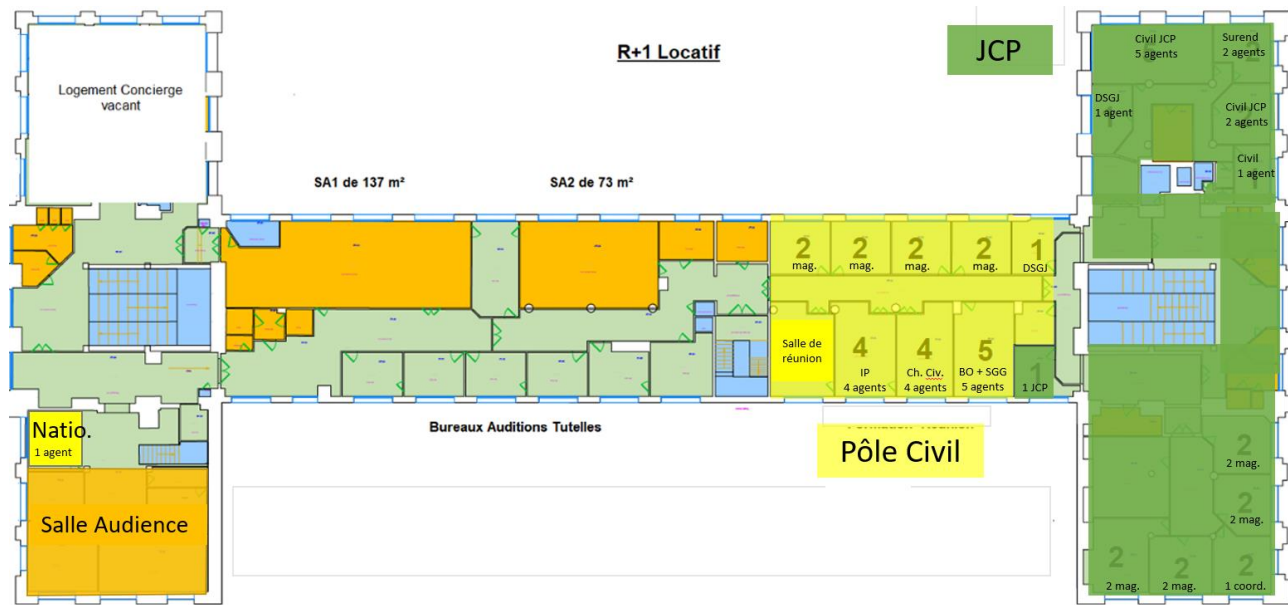 R+1 Locatif
JCP
Logement Concierge
vacant
SA1 de 137 m²
SA2 de 73 m²
Civil JCP
5 agents
Surend
2 agents
2
DSGJ
1 agent
1
Civil JCP
2 agents
Civil
1 agent
2
mag.
2
mag.
2
mag.
2
mag.
1
DSGJ
Salle de
réunion
4
IP
4 agents
4
Ch. Civ.
4 agents
5
BO + SGG
5 agents
1
1 JCP
Natio.
1 agent
Salle Audience
Bureaux Auditions Tutelles
Pôle Civil
2
2 mag.
2
2 mag.
2
2 mag.
2
2 mag.
2
1 coord.